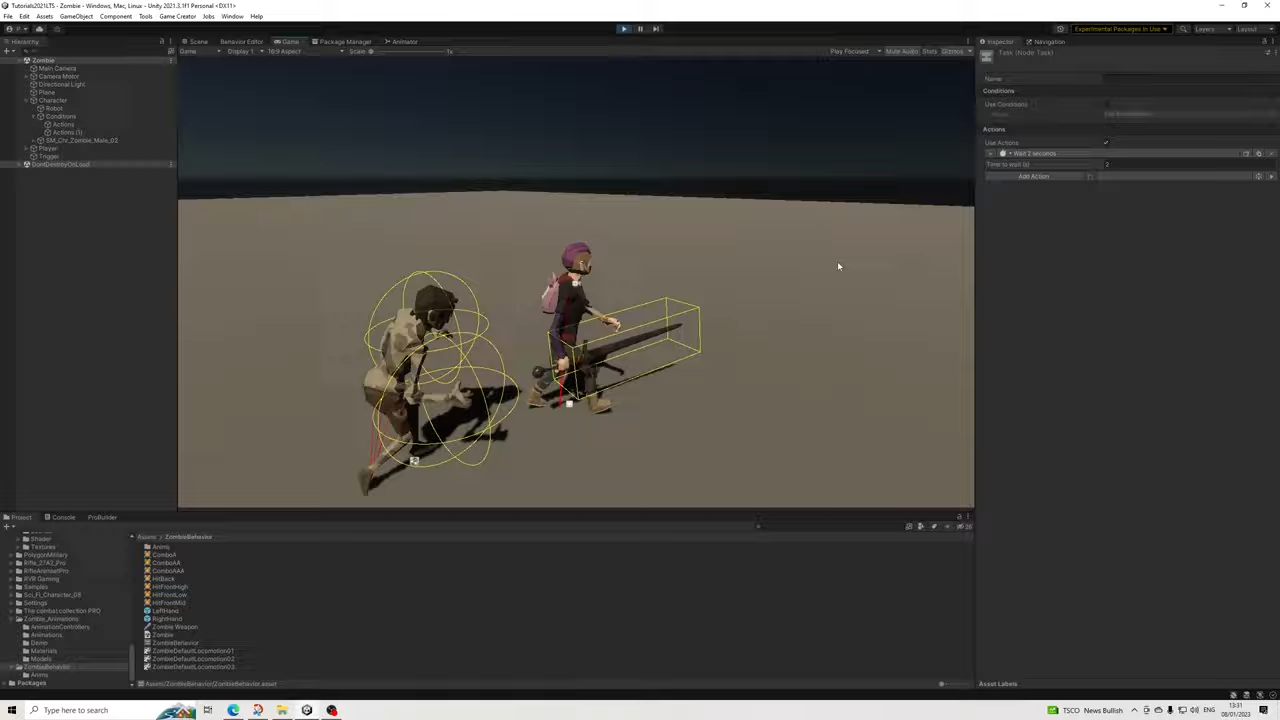 Tutorials2021LTS - Zombie - Windows, Mac, Linux - Unity 2021.3.1f1 Personal <DX11>
File Edit Assets GameObject Component Tools Game Creator Jobs Window Help
Experimental Packages In Use Layers Layout
Hierarchy Scene Behavior Editor Game Package Manager Animator Inspector Navigation
Game Display 1 16:9 Aspect Scale 1x Play Focused Mute Audio Stats Gizmos
All
Zombie
Main Camera
Camera Motor
Directional Light
Plane
Character
Robot
Conditions
Actions
Actions (1)
SM_Chr_Zombie_Male_02
Player
Trigger
DontDestroyOnLoad
Task (Node Task)
Name
Conditions
Use Conditions
Actions
Use Actions
Wait 2 seconds
Time to wait (s) 2
Add Action
Project Console ProBuilder
Shader
Textures
PolygonMilitary
Rifle_27A2_Pro
RifleAnimsetPro
RVR Gaming
Samples
Sci_Fi_Character_08
Settings
The combat collection PRO
Zombie_Animations
AnimationControllers
Animations
Demo
Materials
Models
ZombieBehavior
Anims
Packages
Assets > ZombieBehavior
Anims
ComboA
ComboAA
ComboAAA
HitBack
HitFrontHigh
HitFrontLow
HitFrontMid
LeftHand
RightHand
Zombie Weapon
Zombie
ZombieBehavior
ZombieDefaultLocomotion01
ZombieDefaultLocomotion02
ZombieDefaultLocomotion03
Assets/ZombieBehavior/ZombieBehavior.asset
Asset Labels
Type here to search
TSCO News Bullish ENG 13:31
08/01/2023